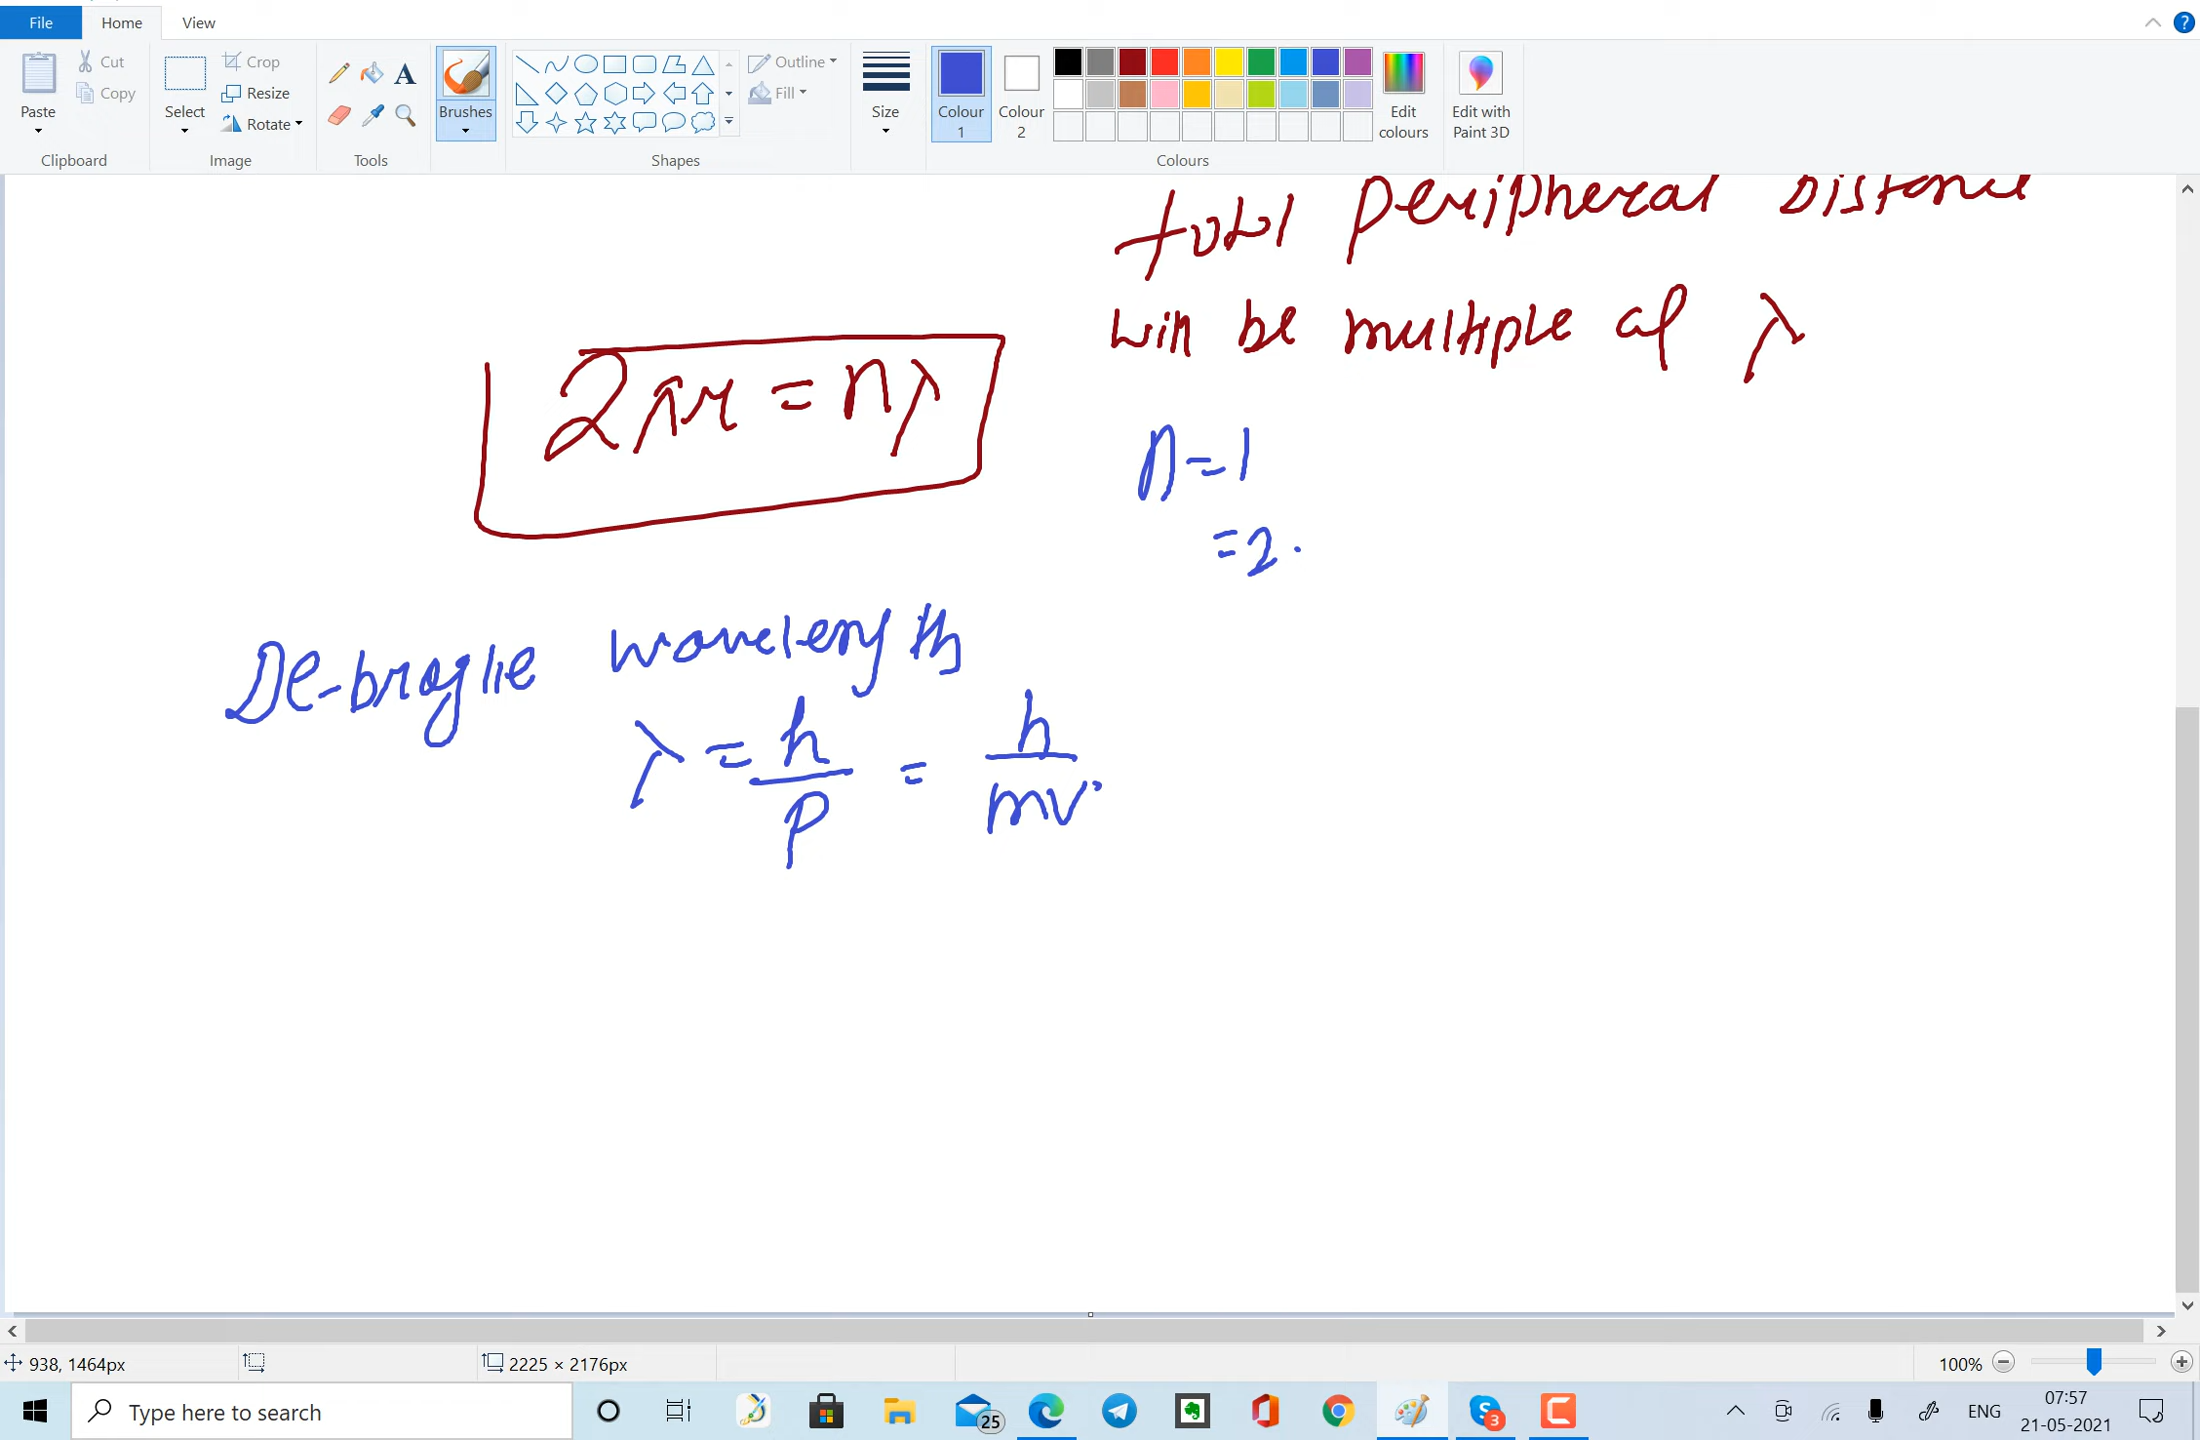 File Home View
Paste
Cut
Copy
Clipboard
Select
Crop
Resize
Rotate
Image
A
Tools
Brushes
Shapes
Outline
Fill
Size
Colour 1
Colour 2
Edit colours
Edit with Paint 3D
Colours
total peripheral Distance
will be multiple of λ
2πr = nλ
n = 1
= 2.
De-broglie wavelength
λ = h/p = h/mv
938, 1464px
2225 × 2176px
100%
Type here to search
25
3
ENG
07:57
21-05-2021